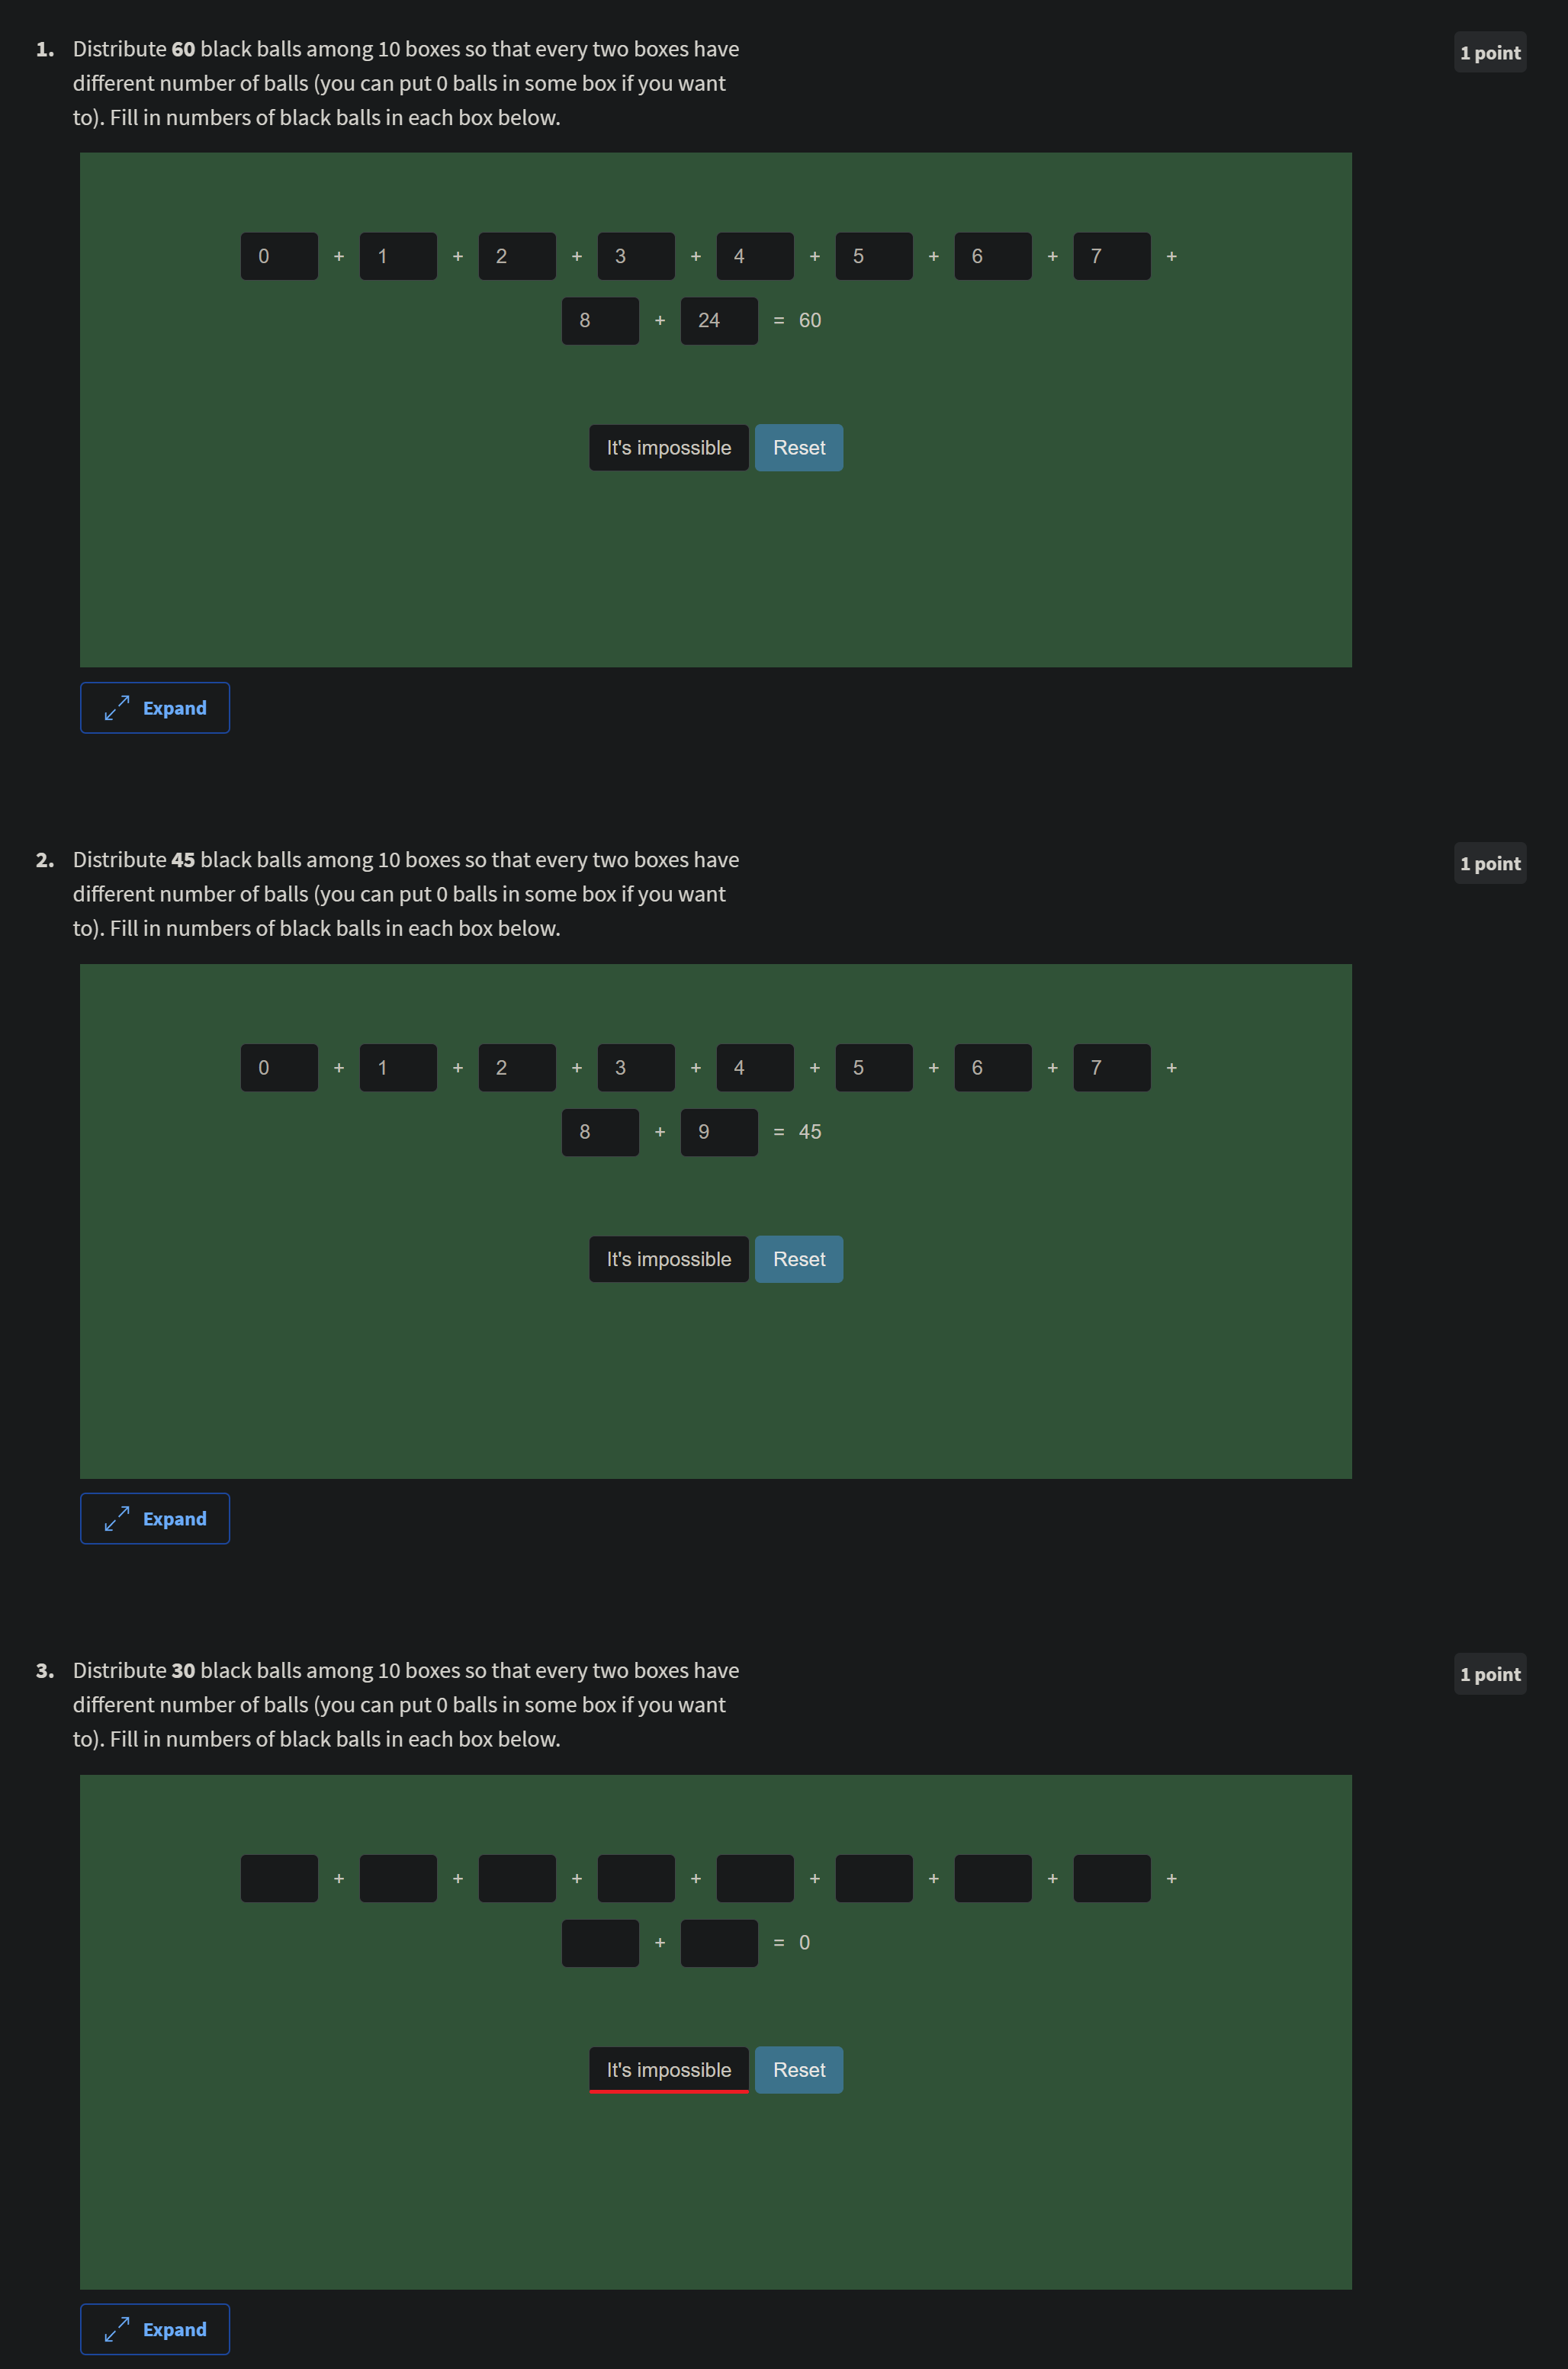 1. Distribute 60 black balls among 10 boxes so that every two boxes have
different number of balls (you can put 0 balls in some box if you want
to). Fill in numbers of black balls in each box below.
1 point
0 + 1 + 2 + 3 + 4 + 5 + 6 + 7 +
8 + 24 = 60
It's impossible Reset
Expand
2. Distribute 45 black balls among 10 boxes so that every two boxes have
different number of balls (you can put 0 balls in some box if you want
to). Fill in numbers of black balls in each box below.
1 point
0 + 1 + 2 + 3 + 4 + 5 + 6 + 7 +
8 + 9 = 45
It's impossible Reset
Expand
3. Distribute 30 black balls among 10 boxes so that every two boxes have
different number of balls (you can put 0 balls in some box if you want
to). Fill in numbers of black balls in each box below.
1 point
+ + + + + + + +
+ = 0
It's impossible Reset
Expand